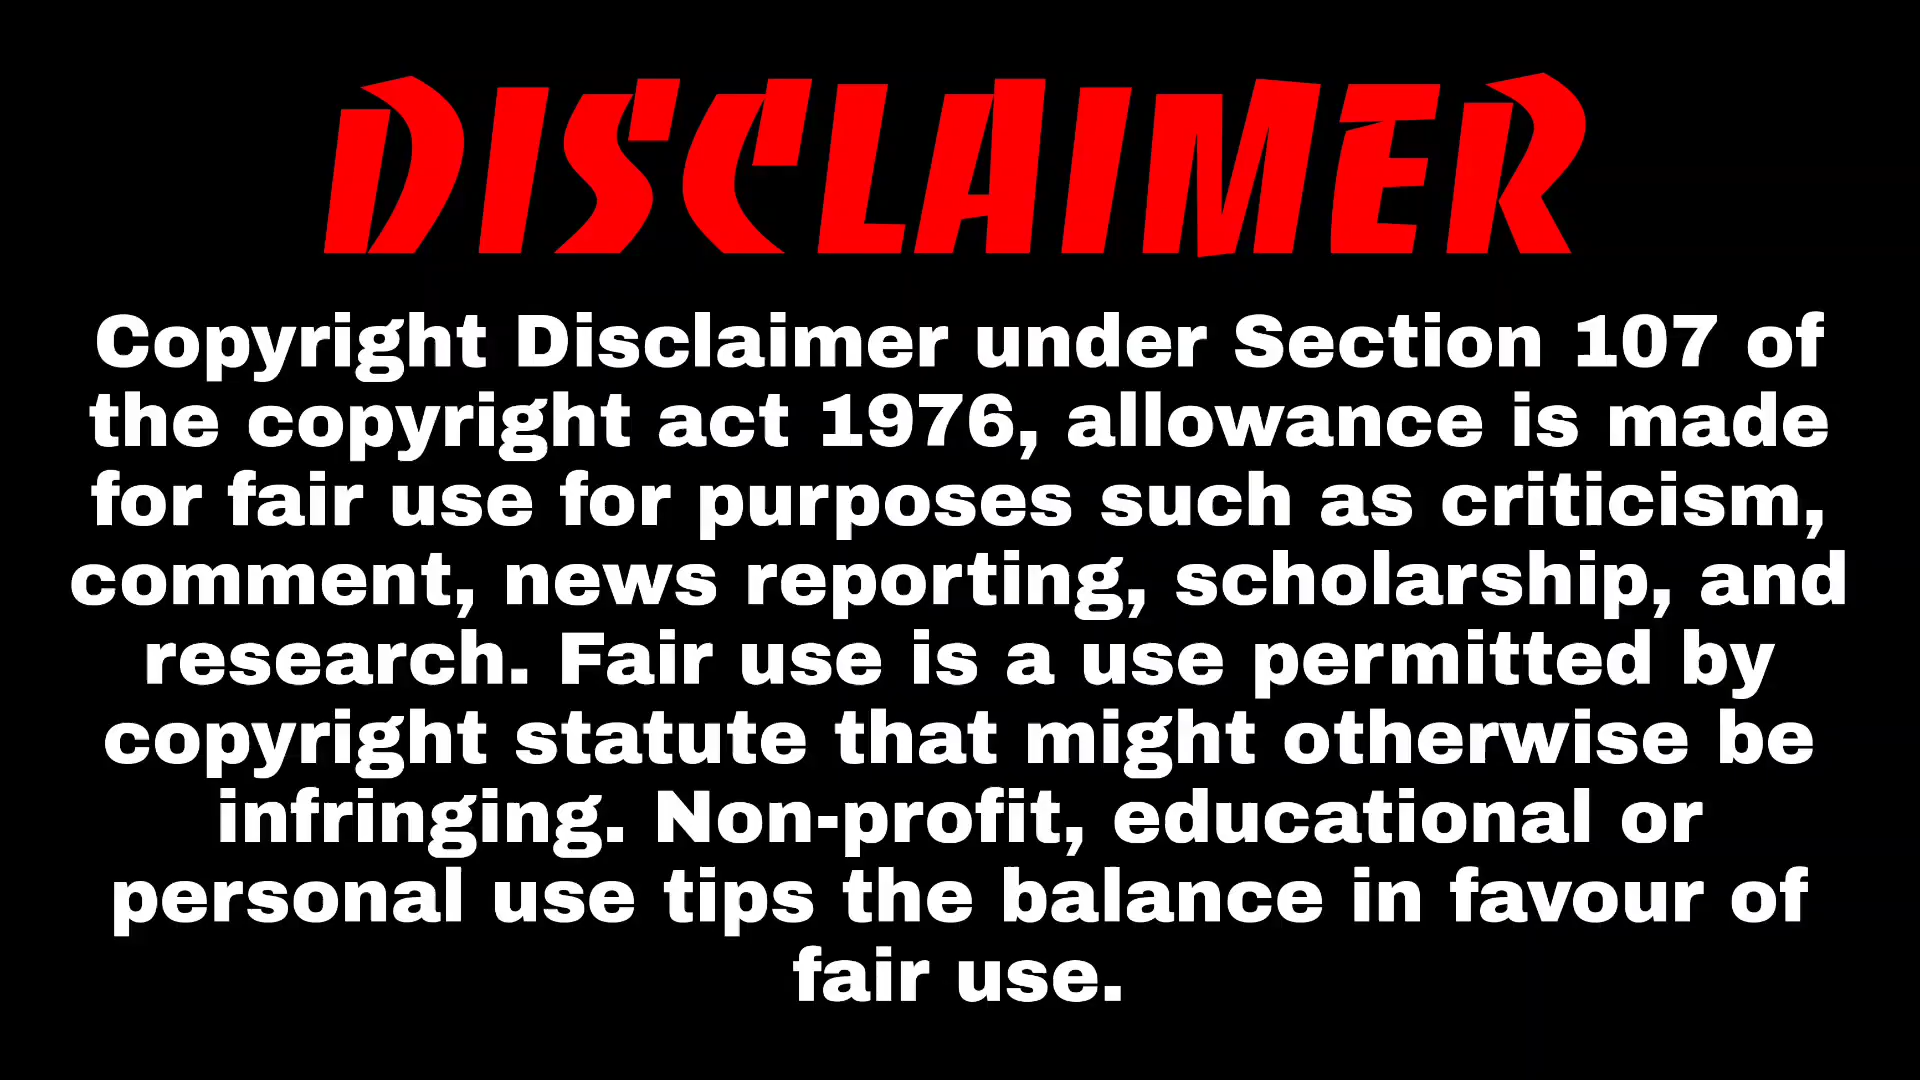 DISCLAIMER
Copyright Disclaimer under Section 107 of
the copyright act 1976, allowance is made
for fair use for purposes such as criticism,
comment, news reporting, scholarship, and
research. Fair use is a use permitted by
copyright statute that might otherwise be
infringing. Non-profit, educational or
personal use tips the balance in favour of
fair use.